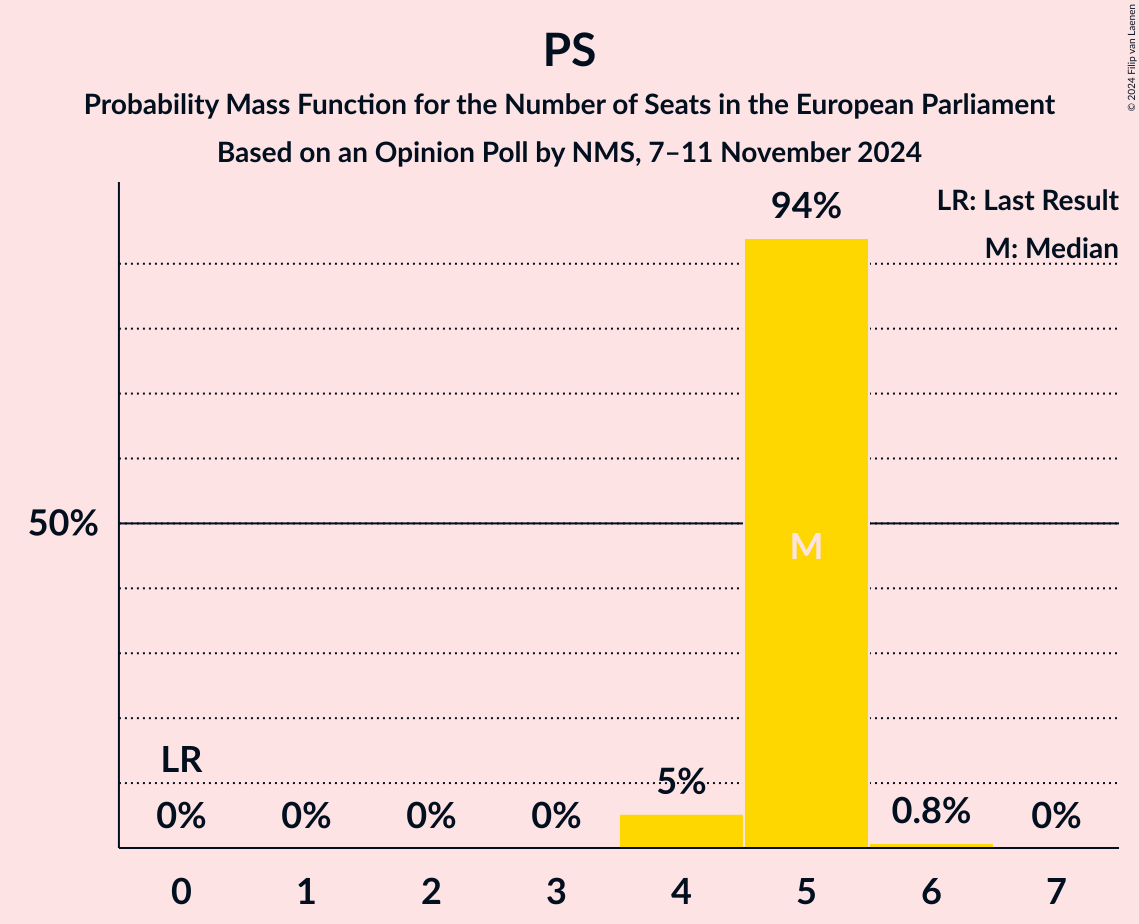 PS
Probability Mass Function for the Number of Seats in the European Parliament
Based on an Opinion Poll by NMS, 7–11 November 2024
© 2024 Filip van Laenen
LR: Last Result
M: Median
94%
50%
M
LR
5%
0% 0% 0% 0% 0.8% 0%
0 1 2 3 4 5 6 7